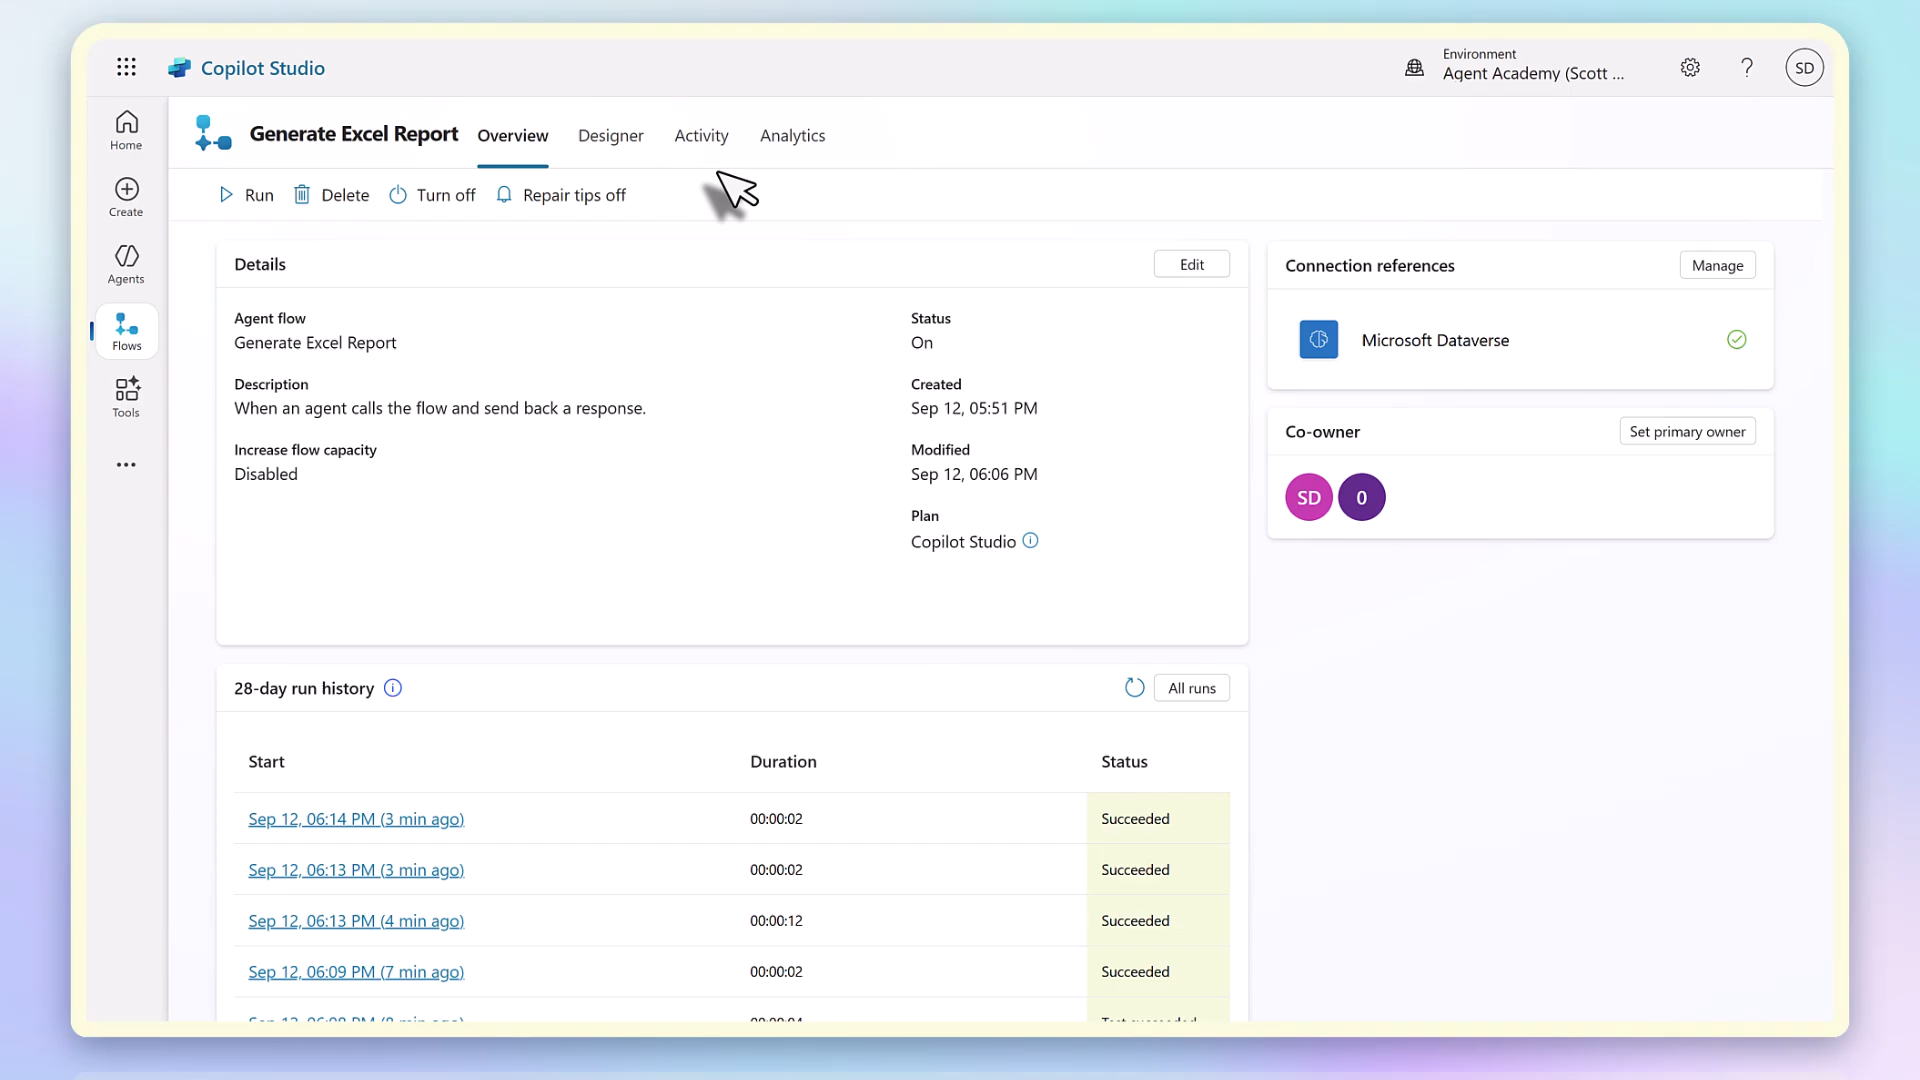 Copilot Studio
Environment
Agent Academy (Scott ...
?
SD
Home
Create
Agents
Flows
Tools
Generate Excel Report
Overview
Designer
Activity
Analytics
Run
Delete
Turn off
Repair tips off
Details
Edit
Agent flow
Generate Excel Report
Description
When an agent calls the flow and send back a response.
Increase flow capacity
Disabled
Status
On
Created
Sep 12, 05:51 PM
Modified
Sep 12, 06:06 PM
Plan
Copilot Studio
Connection references
Manage
Microsoft Dataverse
Co-owner
Set primary owner
SD
0
28-day run history
All runs
Start Duration Status
Sep 12, 06:14 PM (3 min ago) 00:00:02 Succeeded
Sep 12, 06:13 PM (3 min ago) 00:00:02 Succeeded
Sep 12, 06:13 PM (4 min ago) 00:00:12 Succeeded
Sep 12, 06:09 PM (7 min ago) 00:00:02 Succeeded